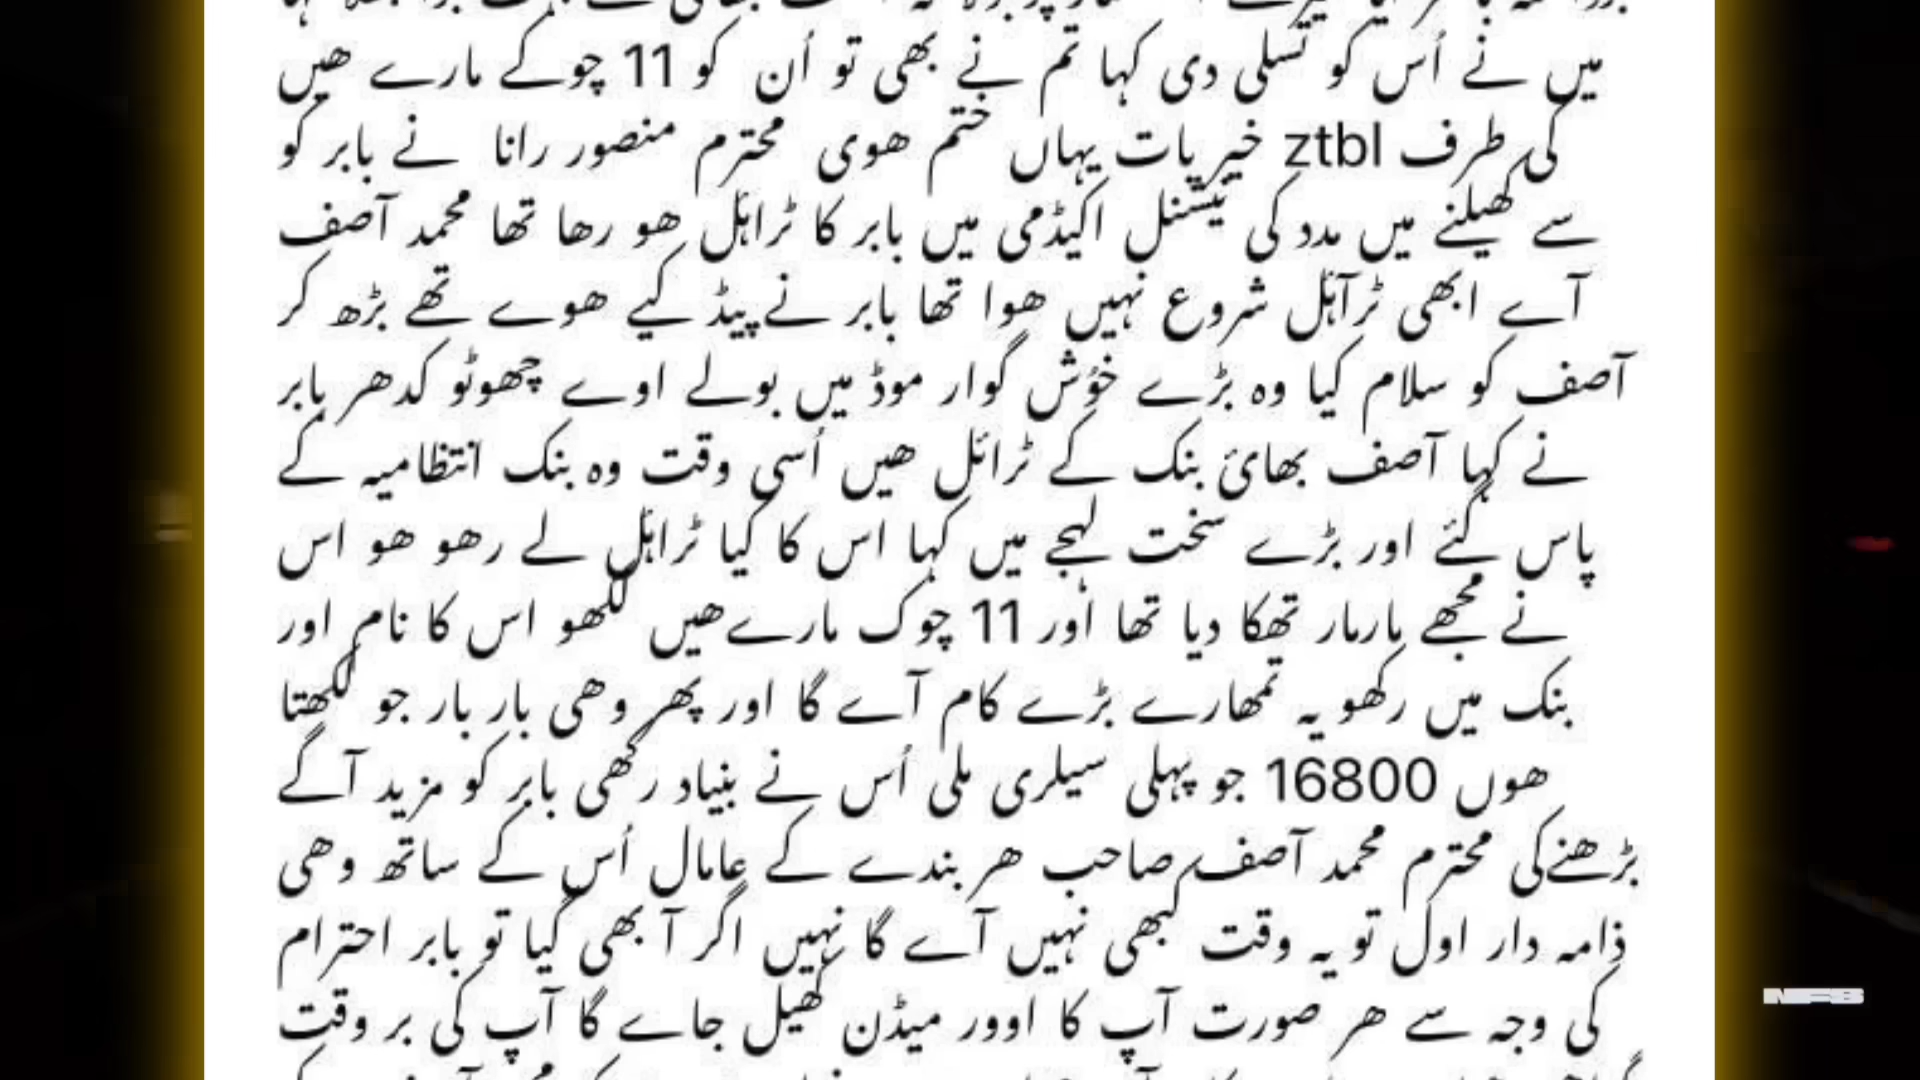 میں نے اُس کو تسلی دی کہا تم نے بھی تو اُن کو 11 چوکے مارے ھیں
خیر بات یہاں ختم ھوی محترم منصور رانا نے بابر کو ztbl کی طرف
سے کھیلنے میں مدد کی نیشنل اکیڈمی میں بابر کا ٹراہل ھو رھا تھا محمد آصف
آے ابھی ٹرآہل شروع نہیں ھوا تھا بابر نے پیڈ کیے ھوے تھے بڑھ کر
آصف کو سلام کیا وہ بڑے خوُش گوار موڈ میں بولے اوے چھوٹو کدھر بابر
نے کہا آصف بھائ بنک کے ٹرائل ھیں اُسی وقت وہ بنک انتظامیہ کے
پاس گئے اور بڑے سخت لہجے میں کہا اس کا کیا ٹراہل لے رھو ھو اس
نے مجھے مارمار تھکا دیا تھا اور 11 چوک مارے ھیں لکھو اس کا نام اور
بنک میں رکھو یہ تمھارے بڑے کام آے گا اور پھر وھی بار بار جو لکھتا
ھوں 16800 جو پہلی سیلری ملی اُس نے بنیاد رکھی بابر کو مزید آگے
بڑھنے کی محترم محمد آصف صاحب ھر بندے کے عامال اُس کے ساتھ وھی
ذامہ دار اول تو یہ وقت کبھی نہیں آے گا نہیں اگر آ بھی گیا تو بابر احترام
کی وجہ سے ھر صورت آپ کا اوور میڈن کھیل جاے گا آپ کی بر وقت